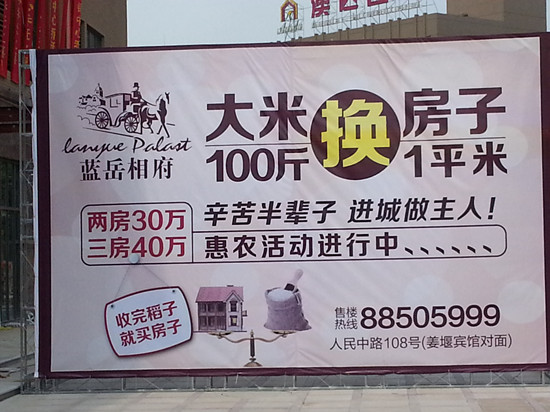 lanyue Palast
蓝岳相府
大米 换 房子
100斤 1平米
两房30万
三房40万
辛苦半辈子 进城做主人!
惠农活动进行中、、、、、、
收完稻子
就买房子
售楼
热线 88505999
人民中路108号(姜堰宾馆对面)